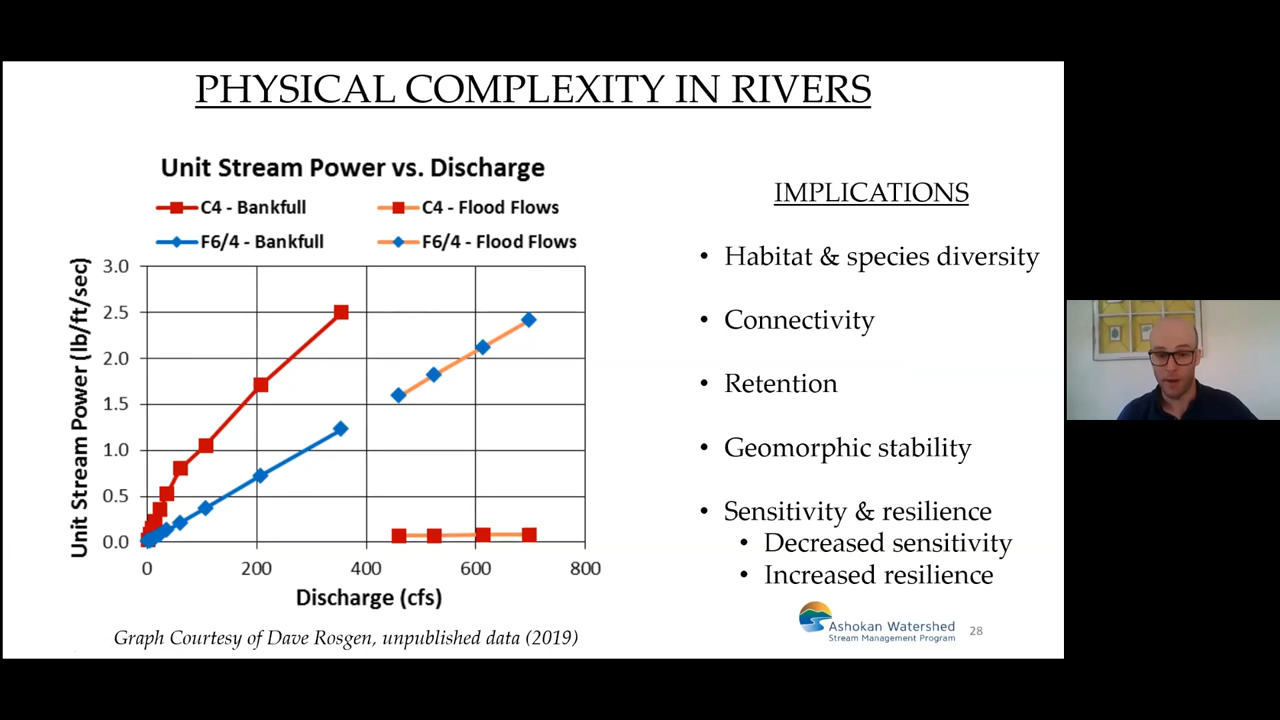 PHYSICAL COMPLEXITY IN RIVERS
Unit Stream Power vs. Discharge
C4 - Bankfull
C4 - Flood Flows
F6/4 - Bankfull
F6/4 - Flood Flows
Unit Stream Power (lb/ft/sec)
3.0
2.5
2.0
1.5
1.0
0.5
0.0
0 200 400 600 800
Discharge (cfs)
Graph Courtesy of Dave Rosgen, unpublished data (2019)
IMPLICATIONS
• Habitat & species diversity
• Connectivity
• Retention
• Geomorphic stability
• Sensitivity & resilience
• Decreased sensitivity
• Increased resilience
Ashokan Watershed
Stream Management Program
28